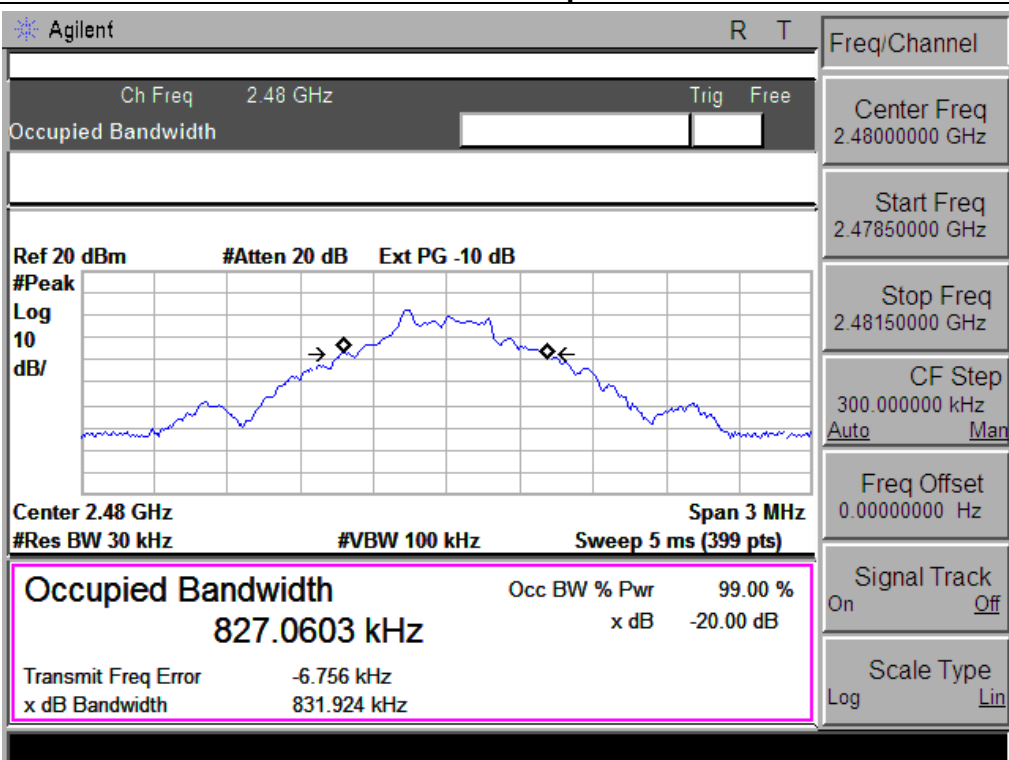 Agilent R T
Freq/Channel
Ch Freq 2.48 GHz Trig Free
Occupied Bandwidth
Center Freq
2.48000000 GHz
Start Freq
2.47850000 GHz
Stop Freq
2.48150000 GHz
CF Step
300.000000 kHz
Auto Man
Freq Offset
0.00000000 Hz
Signal Track
On Off
Scale Type
Log Lin
Ref 20 dBm #Atten 20 dB Ext PG -10 dB
#Peak
Log
10
dB/
Center 2.48 GHz Span 3 MHz
#Res BW 30 kHz #VBW 100 kHz Sweep 5 ms (399 pts)
Occupied Bandwidth
827.0603 kHz
Occ BW % Pwr 99.00 %
x dB -20.00 dB
Transmit Freq Error -6.756 kHz
x dB Bandwidth 831.924 kHz